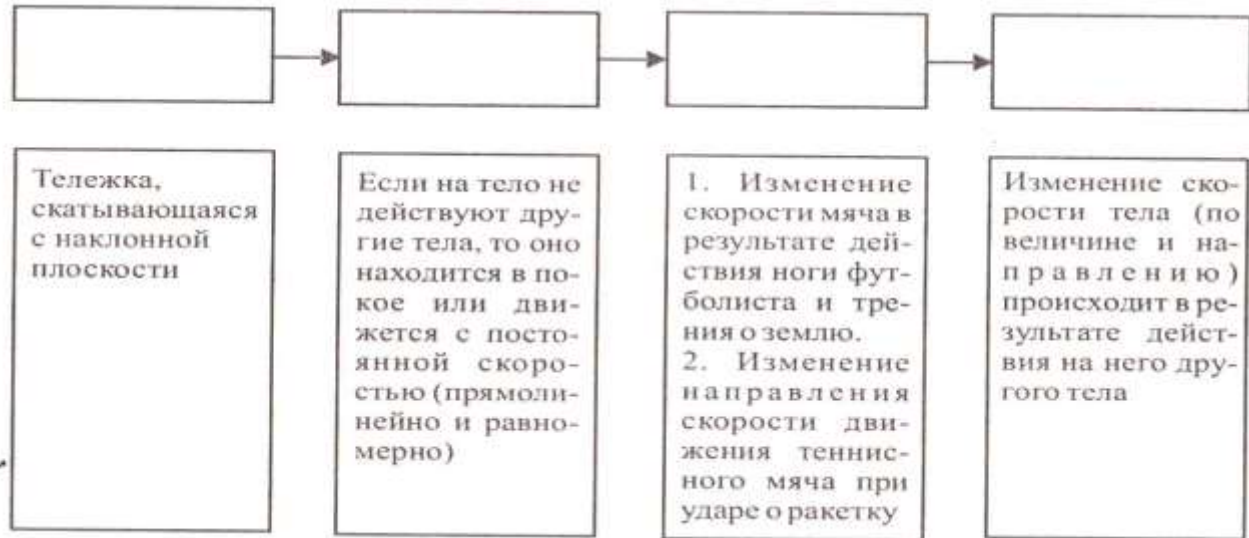 Тележка,
скатывающаяся
с наклонной
плоскости
Если на тело не
действуют дру-
гие тела, то оно
находится в по-
кое или дви-
жется с посто-
янной скоро-
стью (прямоли-
нейно и равно-
мерно)
1. Изменение
скорости мяча в
результате дей-
ствия ноги фут-
болиста и тре-
ния о землю.
2. Изменение
направления
скорости дви-
жения теннис-
ного мяча при
ударе о ракетку
Изменение ско-
рости тела (по
величине и на-
правлению)
происходит в ре-
зультате дейст-
вия на него дру-
гого тела